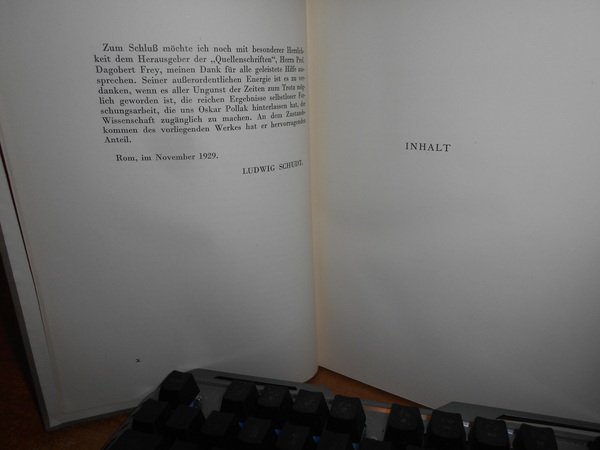 Zum Schluß möchte ich noch mit besonderer Herzlich-
keit dem Herausgeber der „Quellenschriften", Herrn Prof.
Dagobert Frey, meinen Dank für alle geleistete Hilfe aus-
sprechen. Seiner außerordentlichen Energie ist es zu ver-
danken, wenn es aller Ungunst der Zeiten zum Trotz mög-
lich geworden ist, die reichen Ergebnisse selbstloser For-
schungsarbeit, die uns Oskar Pollak hinterlassen hat, der
Wissenschaft zugänglich zu machen. An dem Zustande-
kommen des vorliegenden Werkes hat er hervorragenden
Anteil.
Rom, im November 1929.
LUDWIG SCHUDT.
X
INHALT